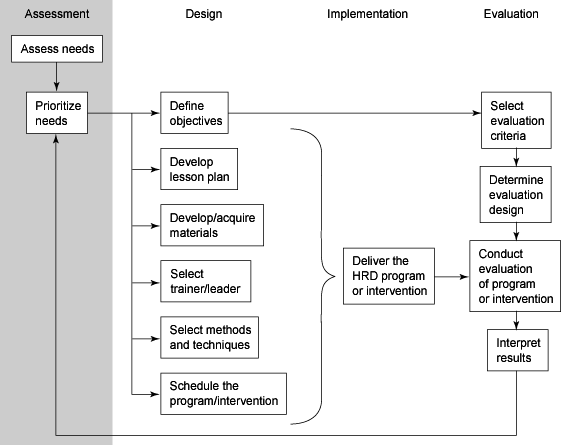 Assessment
Design
Implementation
Evaluation
Assess needs
Prioritize
needs
Define
objectives
Develop
lesson plan
Develop/acquire
materials
Select
trainer/leader
Select methods
and techniques
Schedule the
program/intervention
Deliver the
HRD program
or intervention
Select
evaluation
criteria
Determine
evaluation
design
Conduct
evaluation
of program
or intervention
Interpret
results